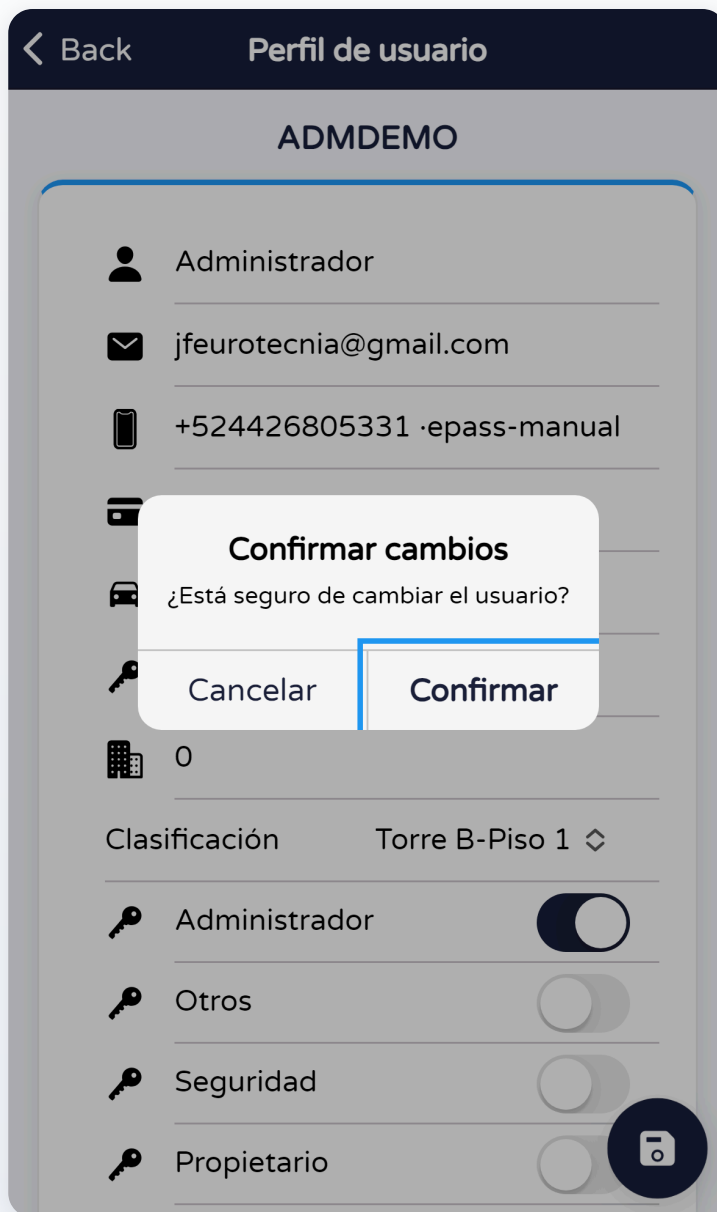 Back
Perfil de usuario
ADMDEMO
Administrador
jfeurotecnia@gmail.com
+524426805331 ·epass-manual
Confirmar cambios
¿Está seguro de cambiar el usuario?
Cancelar
Confirmar
0
Clasificación
Torre B-Piso 1
Administrador
Otros
Seguridad
Propietario